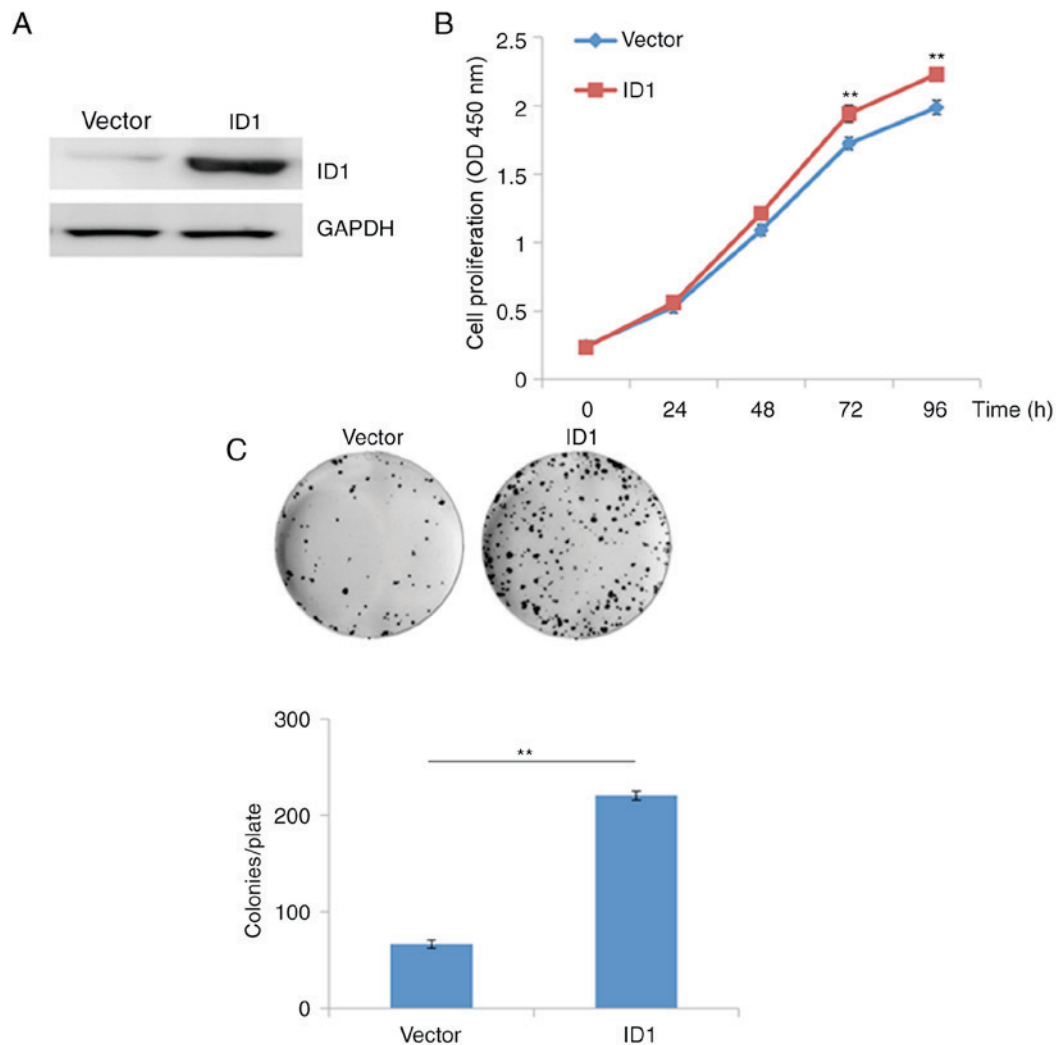 A
Vector ID1
ID1
GAPDH
B
Vector
ID1
Cell proliferation (OD 450 nm)
2.5
2
1.5
1
0.5
0
**
**
0 24 48 72 96 Time (h)
C
Vector ID1
Colonies/plate
300
200
100
0
**
Vector ID1